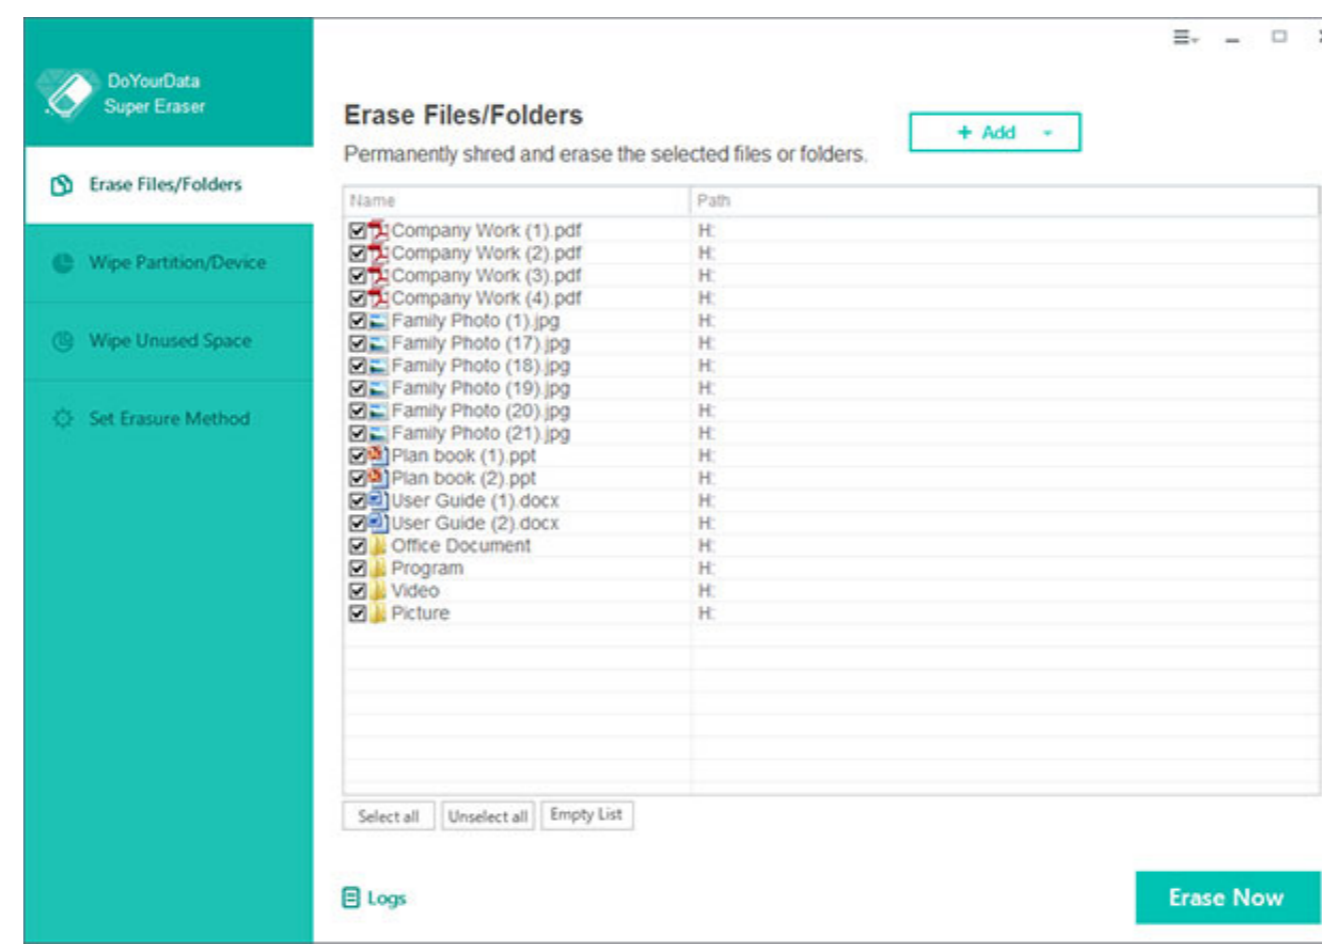 DoYourData
Super Eraser
Erase Files/Folders
Wipe Partition/Device
Wipe Unused Space
Set Erasure Method
Erase Files/Folders
Permanently shred and erase the selected files or folders.
+ Add
Name Path
Company Work (1).pdf H:
Company Work (2).pdf H:
Company Work (3).pdf H:
Company Work (4).pdf H:
Family Photo (1).jpg H:
Family Photo (17).jpg H:
Family Photo (18).jpg H:
Family Photo (19).jpg H:
Family Photo (20).jpg H:
Family Photo (21).jpg H:
Plan book (1).ppt H:
Plan book (2).ppt H:
User Guide (1).docx H:
User Guide (2).docx H:
Office Document H:
Program H:
Video H:
Picture H:
Select all Unselect all Empty List
Logs
Erase Now